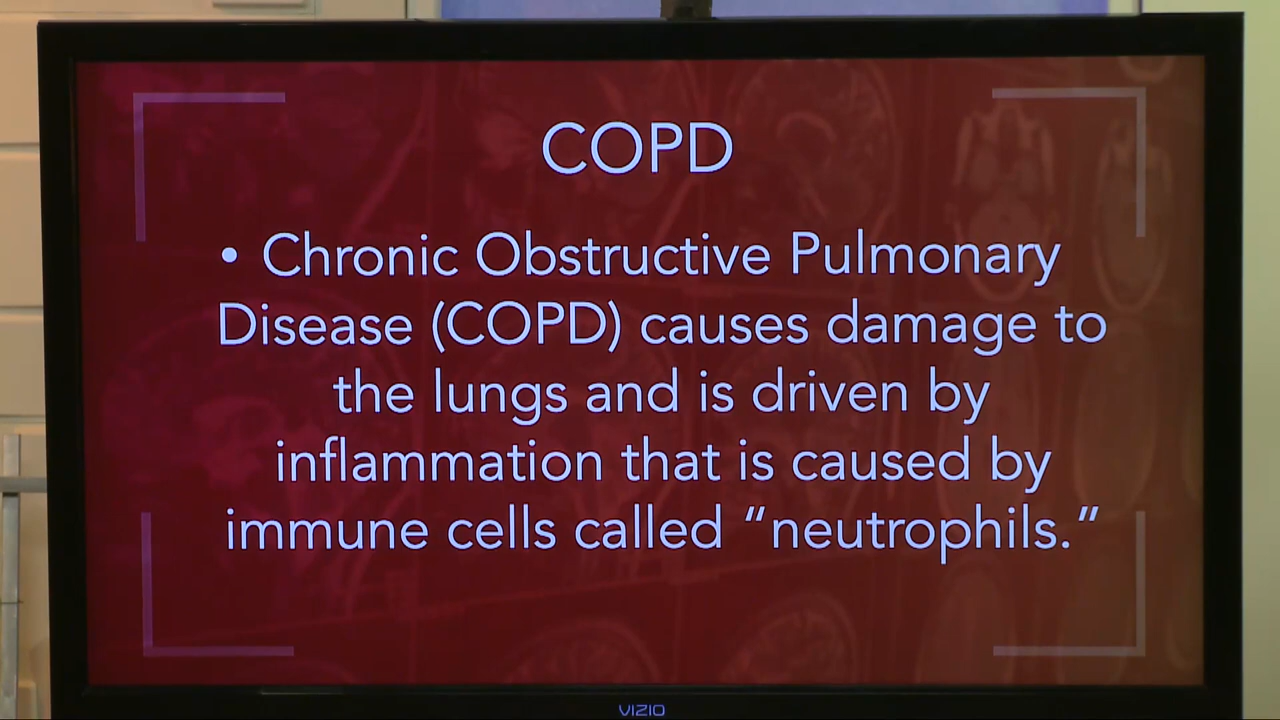 COPD
• Chronic Obstructive Pulmonary
Disease (COPD) causes damage to
the lungs and is driven by
inflammation that is caused by
immune cells called “neutrophils.”
VIZIO